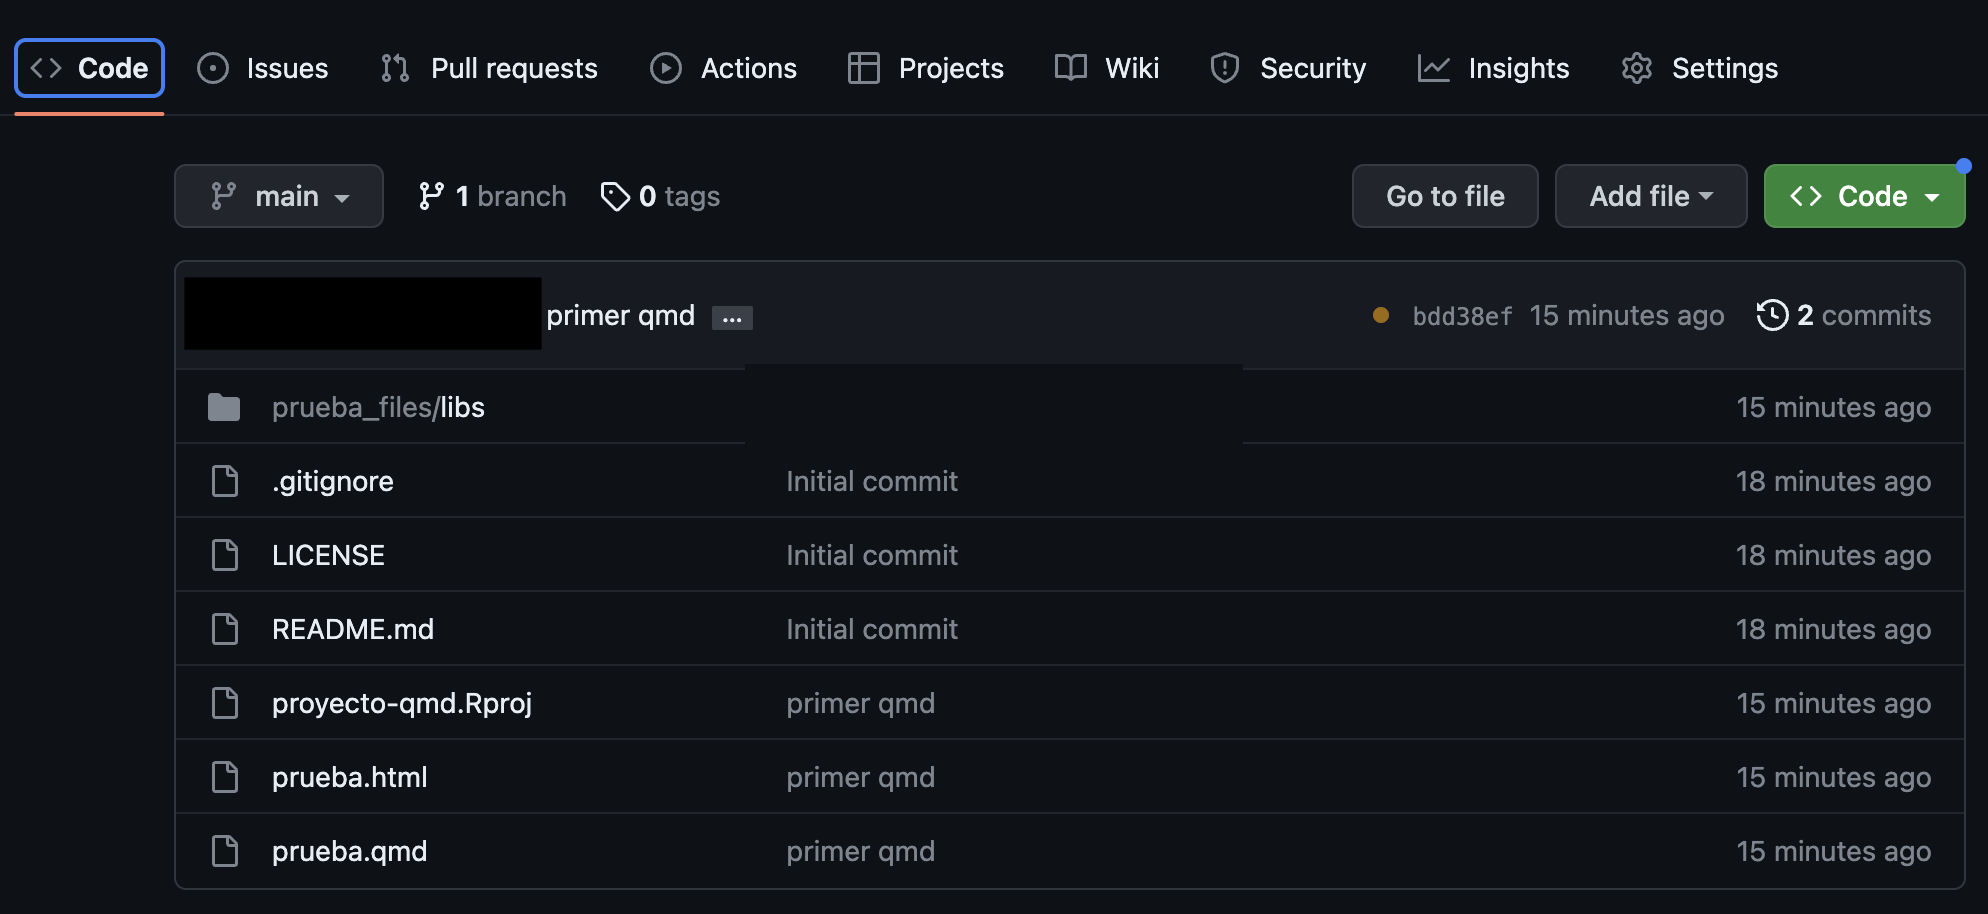 Code Issues Pull requests Actions Projects Wiki Security Insights Settings
main 1 branch 0 tags Go to file Add file Code
primer qmd ... bdd38ef 15 minutes ago 2 commits
prueba_files/libs 15 minutes ago
.gitignore Initial commit 18 minutes ago
LICENSE Initial commit 18 minutes ago
README.md Initial commit 18 minutes ago
proyecto-qmd.Rproj primer qmd 15 minutes ago
prueba.html primer qmd 15 minutes ago
prueba.qmd primer qmd 15 minutes ago